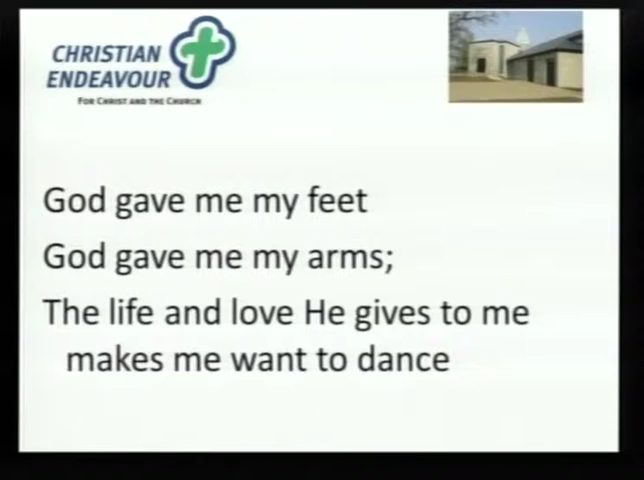 CHRISTIAN
ENDEAVOUR
FOR CHRIST AND THE CHURCH
God gave me my feet
God gave me my arms;
The life and love He gives to me
makes me want to dance